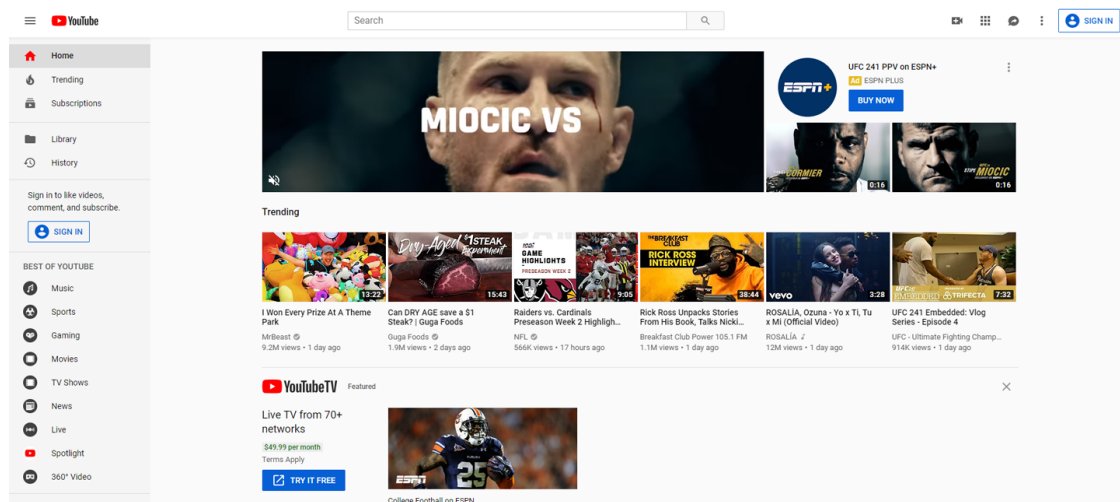 YouTube
Search
SIGN IN
Home
Trending
Subscriptions
Library
History
Sign in to like videos,
comment, and subscribe.
SIGN IN
BEST OF YOUTUBE
Music
Sports
Gaming
Movies
TV Shows
News
Live
Spotlight
360° Video
MIOCIC VS
ESPN+
UFC 241 PPV on ESPN+
Ad ESPN PLUS
BUY NOW
CORMIER
0:16
STIPE MIOCIC
0:16
Trending
13:22
Dry-Aged $1 STEAK
Experiment
15:43
GAME
HIGHLIGHTS
PRESEASON WEEK 2
9:05
THE BREAKFAST
CLUB
RICK ROSS
INTERVIEW
38:44
vevo
3:28
UFC 241
EMBEDDED
TRIFECTA
7:32
I Won Every Prize At A Theme
Park
MrBeast
9.2M views • 1 day ago
Can DRY AGE save a $1
Steak? | Guga Foods
Guga Foods
1.9M views • 2 days ago
Raiders vs. Cardinals
Preseason Week 2 Highligh...
NFL
566K views • 17 hours ago
Rick Ross Unpacks Stories
From His Book, Talks Nicki...
Breakfast Club Power 105.1 FM
1.1M views • 1 day ago
ROSALÍA, Ozuna - Yo x Ti, Tu
x Mi (Official Video)
ROSALÍA
12M views • 1 day ago
UFC 241 Embedded: Vlog
Series - Episode 4
UFC - Ultimate Fighting Champ...
914K views • 1 day ago
YouTubeTV Featured
Live TV from 70+
networks
$49.99 per month
Terms Apply
TRY IT FREE
AUBURN
25
ESPN
College Football on ESPN